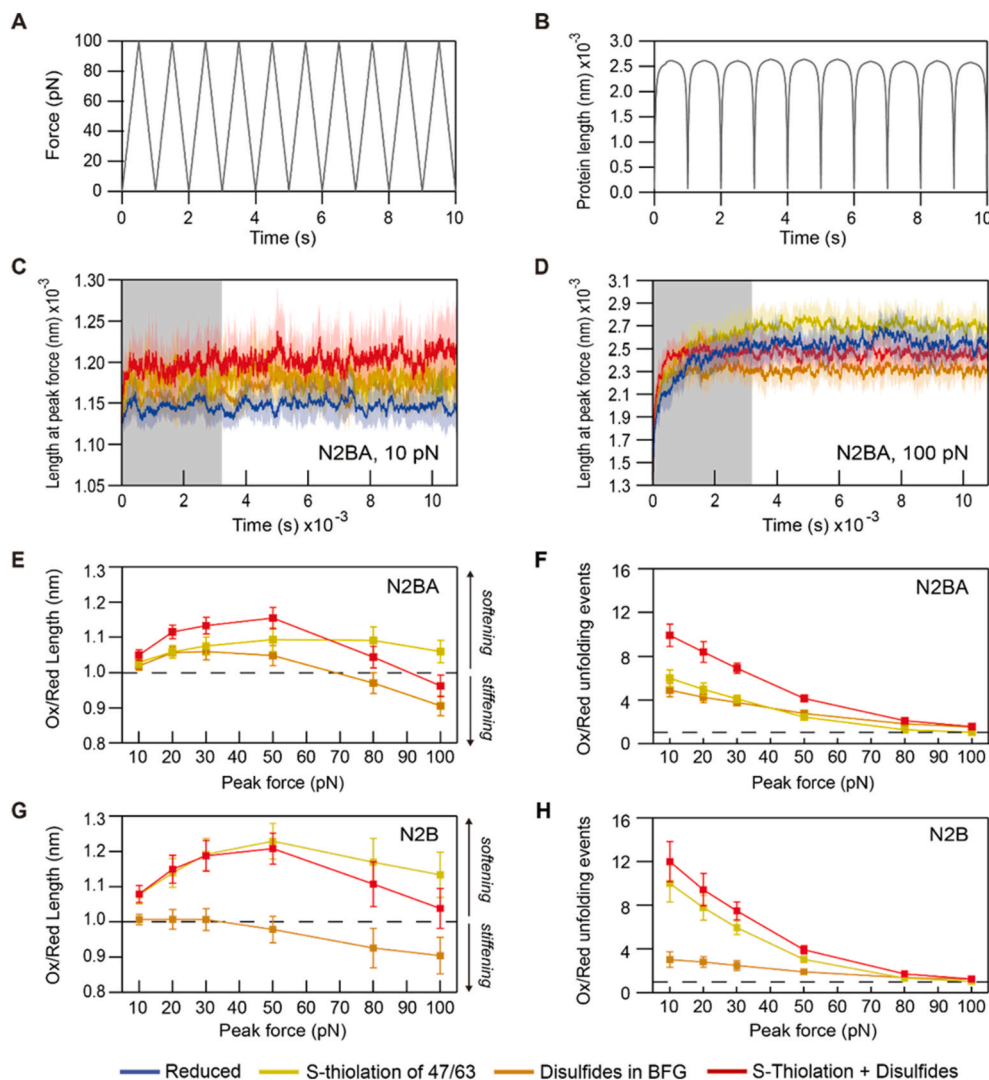 A
Force (pN)
100
80
60
40
20
0
0 2 4 6 8 10
Time (s)
B
Protein length (nm) x10-3
3.0
2.5
2.0
1.5
1.0
0.5
0.0
0 2 4 6 8 10
Time (s)
C
Length at peak force (nm) x10-3
1.30
1.25
1.20
1.15
1.10
1.05
N2BA, 10 pN
0 2 4 6 8 10
Time (s) x10-3
D
Length at peak force (nm) x10-3
2.9
2.7
2.5
2.3
2.1
1.9
1.7
1.5
1.3
N2BA, 100 pN
0 2 4 6 8 10
Time (s) x10-3
E
Ox/Red Length (nm)
1.3
1.2
1.1
1.0
0.9
0.8
N2BA
softening
stiffening
10 20 30 40 50 60 70 80 90 100
Peak force (pN)
F
Ox/Red unfolding events
16
12
8
4
0
N2BA
10 20 30 40 50 60 70 80 90 100
Peak force (pN)
G
Ox/Red Length (nm)
1.3
1.2
1.1
1.0
0.9
0.8
N2B
softening
stiffening
10 20 30 40 50 60 70 80 90 100
Peak force (pN)
H
Ox/Red unfolding events
16
12
8
4
0
N2B
10 20 30 40 50 60 70 80 90 100
Peak force (pN)
Reduced
S-thiolation of 47/63
Disulfides in BFG
S-Thiolation + Disulfides